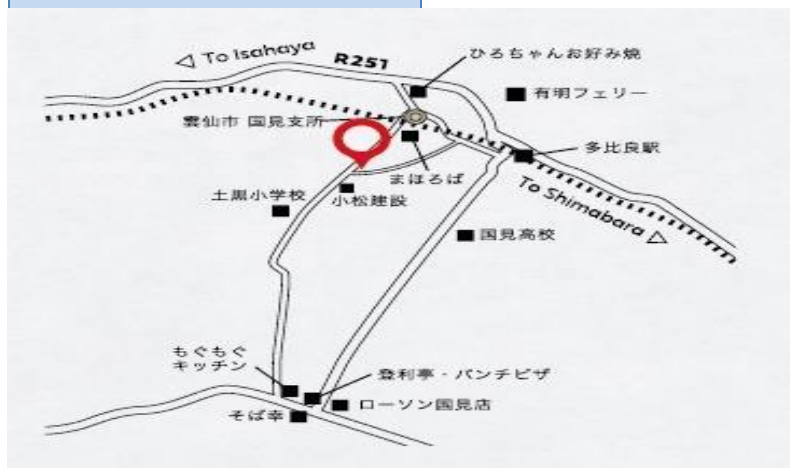 ◁ To Isahaya
R251
ひろちゃんお好み焼
有明フェリー
雲仙市 国見支所
多比良駅
まほろば
土黒小学校
小松建設
To Shimabara ▷
国見高校
もぐもぐ
キッチン
登利亭・パンチピザ
ローソン国見店
そば幸